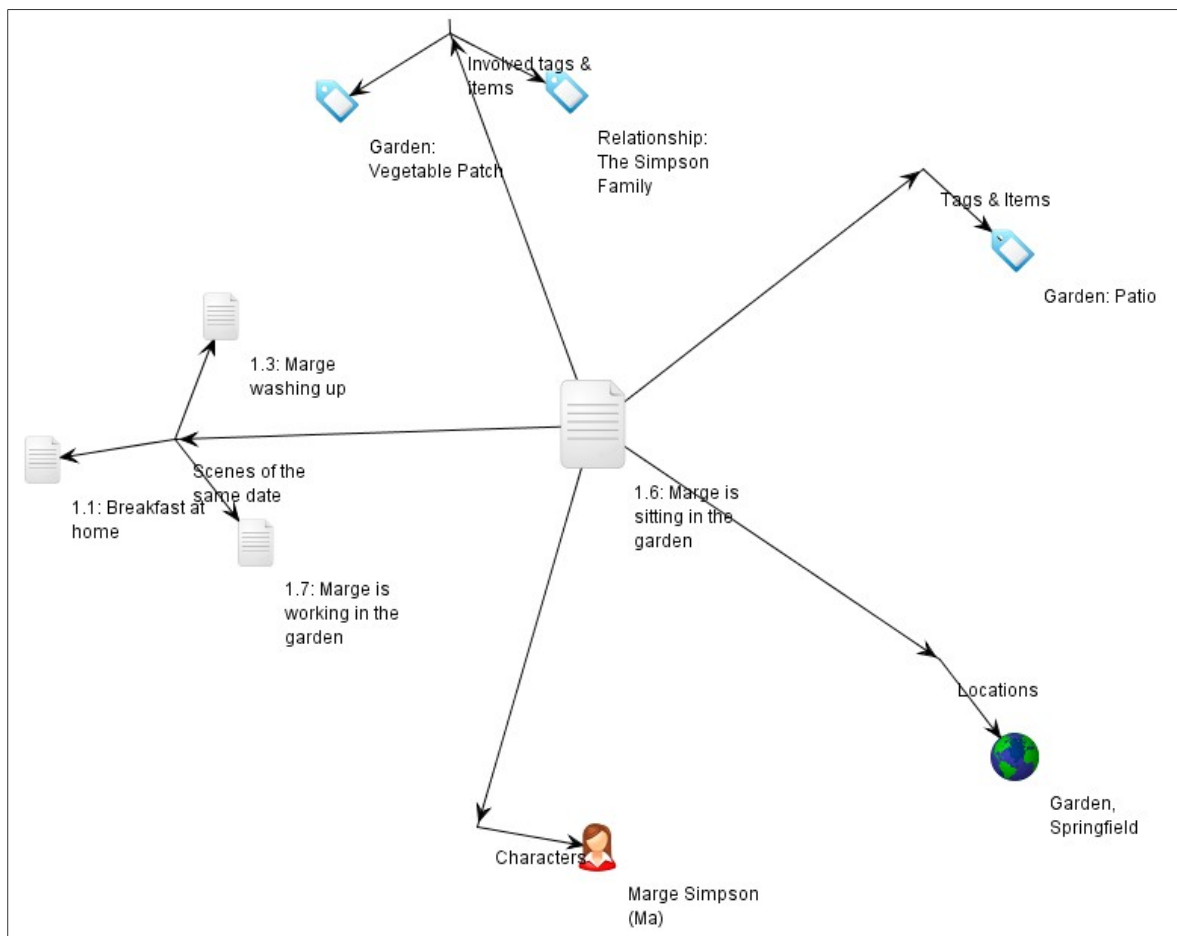 Involved tags &
items
Garden:
Vegetable Patch
Relationship:
The Simpson
Family
Tags & Items
Garden: Patio
1.3: Marge
washing up
Scenes of the
same date
1.1: Breakfast at
home
1.7: Marge is
working in the
garden
1.6: Marge is
sitting in the
garden
Locations
Garden,
Springfield
Characters
Marge Simpson
(Ma)